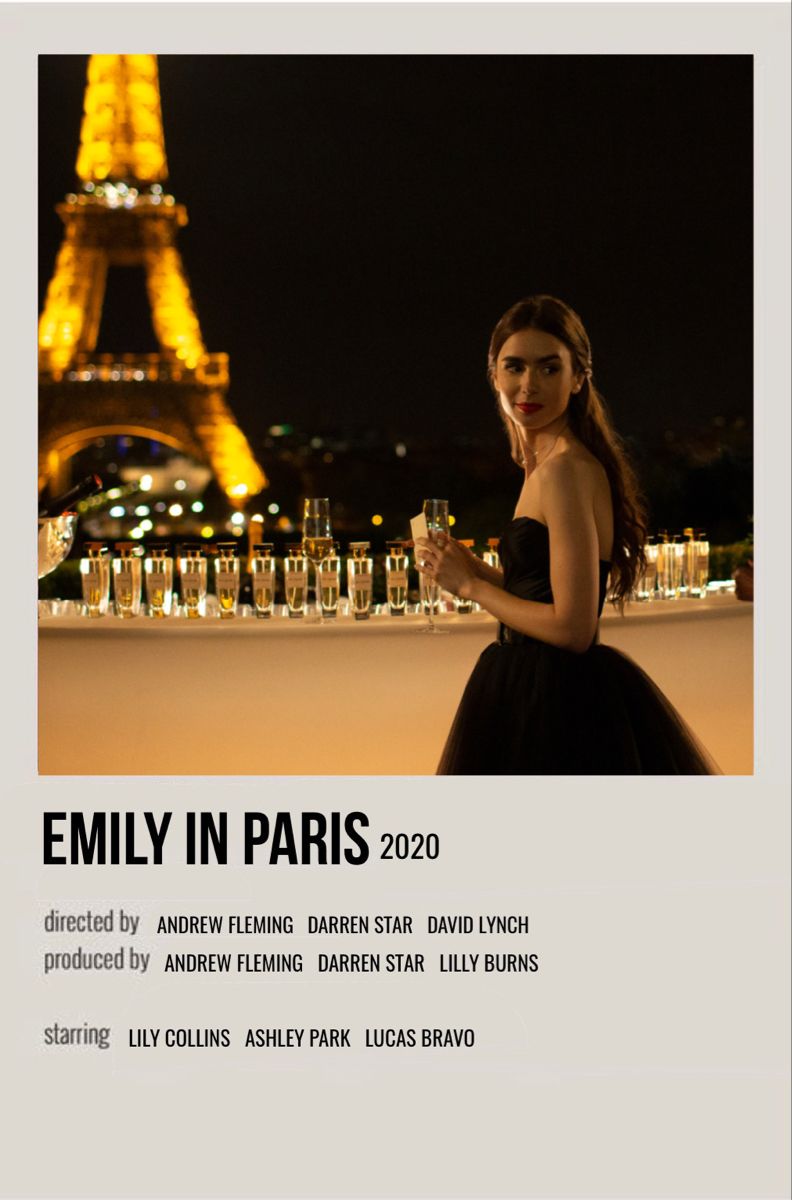 EMILY IN PARIS 2020
directed by ANDREW FLEMING DARREN STAR DAVID LYNCH
produced by ANDREW FLEMING DARREN STAR LILLY BURNS
starring LILY COLLINS ASHLEY PARK LUCAS BRAVO